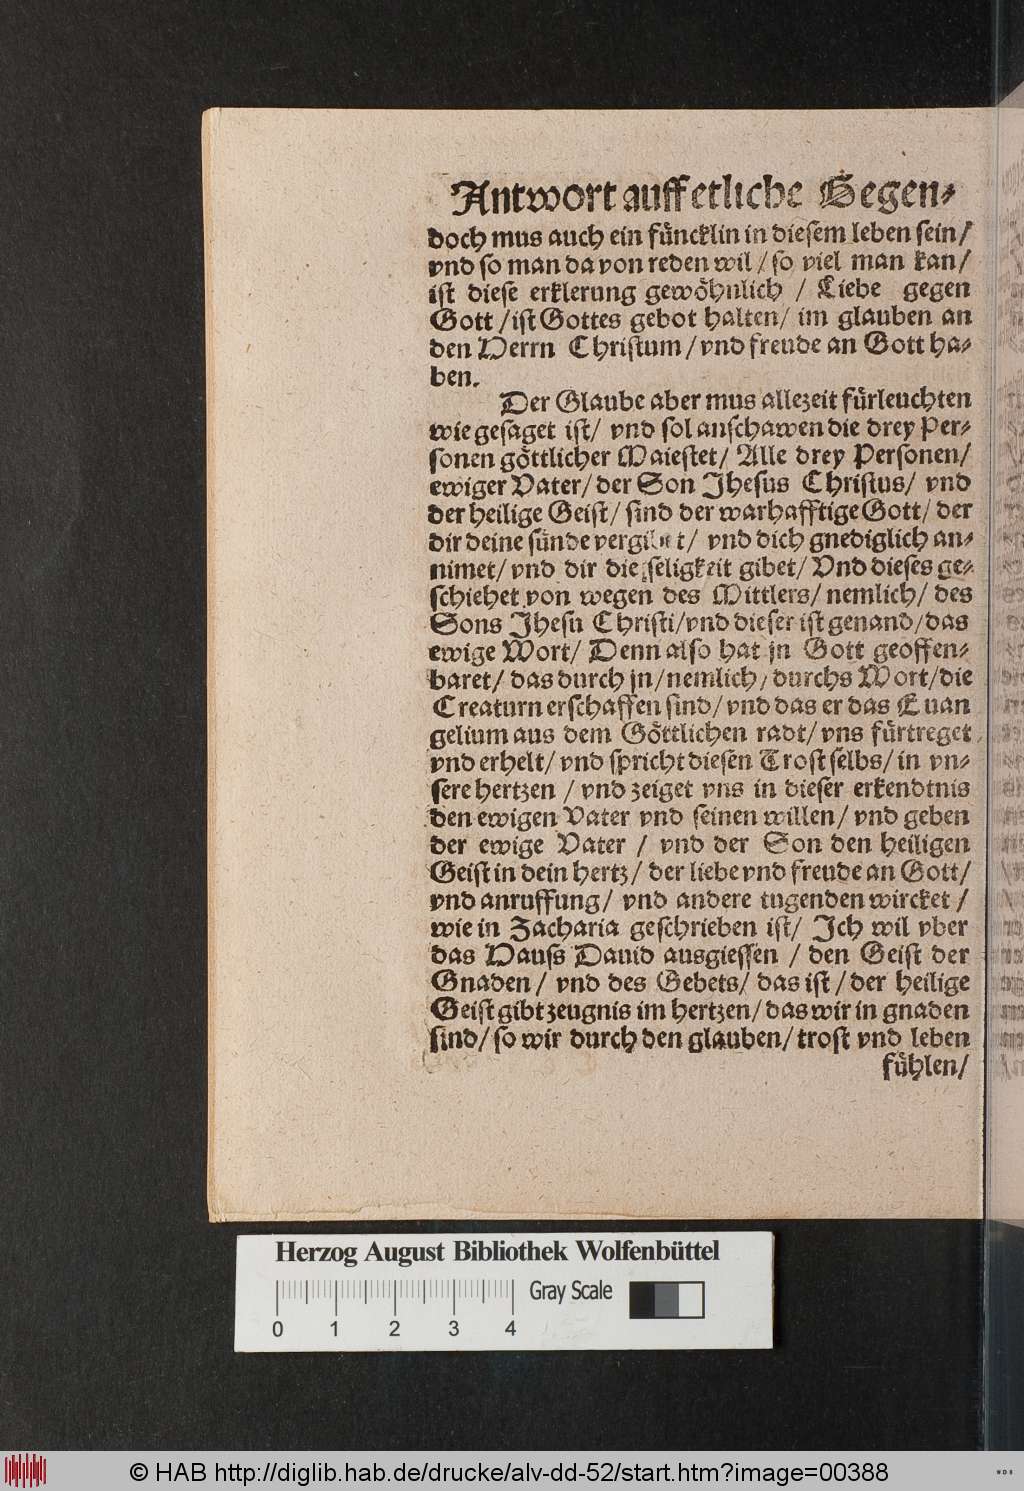 Antwort auff etliche Gegen-
doch mus auch ein füncklin in diesem leben sein/
vnd so man da von reden wil / so viel man kan/
ist diese erklerung gewöhnlich / Liebe gegen
Gott / ist Gottes gebot halten/ im glauben an
den Herrn Christum / vnd freude an Gott ha-
ben.
Der Glaube aber mus allezeit fürleuchten
wie gesaget ist/ vnd sol anschawen die drey Per-
sonen göttlicher Maiestet/ Alle drey Personen/
ewiger Vater/ der Son Jhesus Christus/ vnd
der heilige Geist/ sind der warhafftige Gott/ der
dir deine sünde vergibet/ vnd dich gnediglich an-
nimet/ vnd dir die seligkeit gibet/ Vnd dieses ge-
schiehet von wegen des Mittlers/ nemlich/ des
Sons Jhesu Christi/ vnd dieser ist genand/ das
ewige Wort/ Denn also hat jn Gott geoffen-
baret/ das durch jn/ nemlich/ durchs Wort/ die
Creaturn erschaffen sind/ vnd das er das Euan
gelium aus dem Göttlichen radt/ vns fürtreget
vnd erhelt/ vnd spricht diesen Trost selbs/ in vn-
sere hertzen / vnd zeiget vns in dieser erkendtnis
den ewigen Vater vnd seinen willen/ vnd geben
der ewige Vater / vnd der Son den heiligen
Geist in dein hertz/ der liebe vnd freude an Gott/
vnd anruffung/ vnd andere tugenden wircket /
wie in Zacharia geschrieben ist/ Jch wil vber
das Hauss Dauid ausgiessen / den Geist der
Gnaden / vnd des Gebets/ das ist / der heilige
Geist gibt zeugnis im hertzen/ das wir in gnaden
sind/ so wir durch den glauben/ trost vnd leben
fühlen/
Herzog August Bibliothek Wolfenbüttel
Gray Scale
0 1 2 3 4
© HAB http://diglib.hab.de/drucke/alv-dd-52/start.htm?image=00388